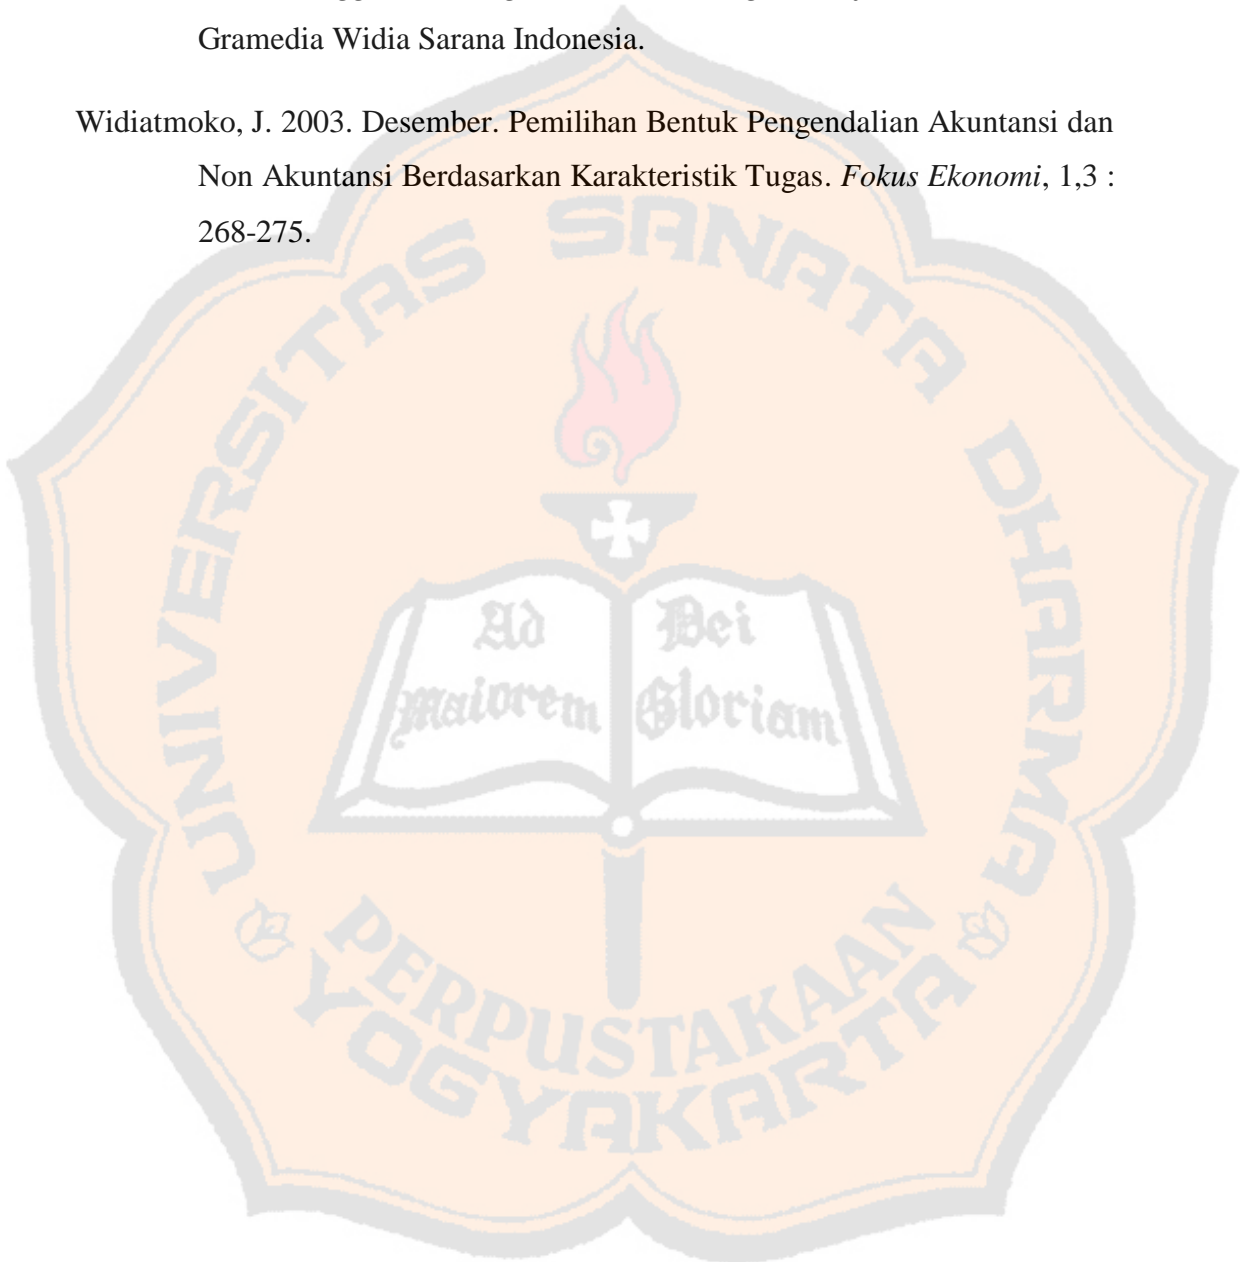 Gramedia Widia Sarana Indonesia.
Widiatmoko, J. 2003. Desember. Pemilihan Bentuk Pengendalian Akuntansi dan
Non Akuntansi Berdasarkan Karakteristik Tugas. Fokus Ekonomi, 1,3 :
268-275.
UNIVERSITAS SANATA DHARMA
Ad Dei
Maiorem Gloriam
PERPUSTAKAAN
YOGYAKARTA